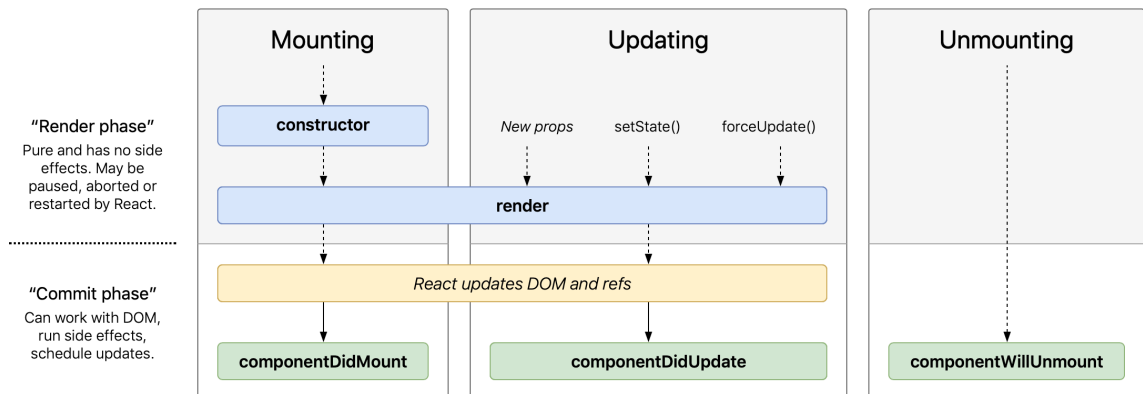 Mounting
Updating
Unmounting
“Render phase”
Pure and has no side
effects. May be
paused, aborted or
restarted by React.
constructor
New props
setState()
forceUpdate()
render
“Commit phase”
Can work with DOM,
run side effects,
schedule updates.
React updates DOM and refs
componentDidMount
componentDidUpdate
componentWillUnmount